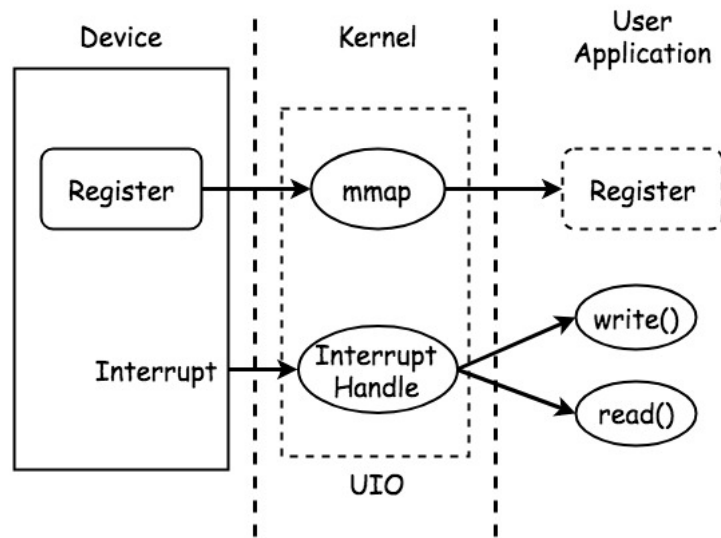 Device
Kernel
User
Application
Register
mmap
Register
Interrupt
Interrupt
Handle
write()
read()
UIO